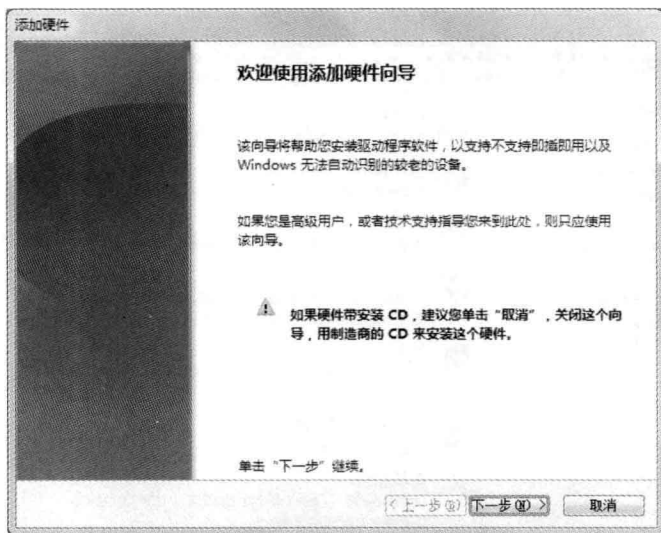 添加硬件
欢迎使用添加硬件向导
该向导将帮助您安装驱动程序软件，以支持不支持即插即用以及
Windows 无法自动识别的较老的设备。
如果您是高级用户，或者技术支持指导您来到此处，则只应使用
该向导。
如果硬件带安装 CD，建议您单击“取消”，关闭这个向
导，用制造商的 CD 来安装这个硬件。
单击“下一步”继续。
< 上一步(B) 下一步(N) > 取消